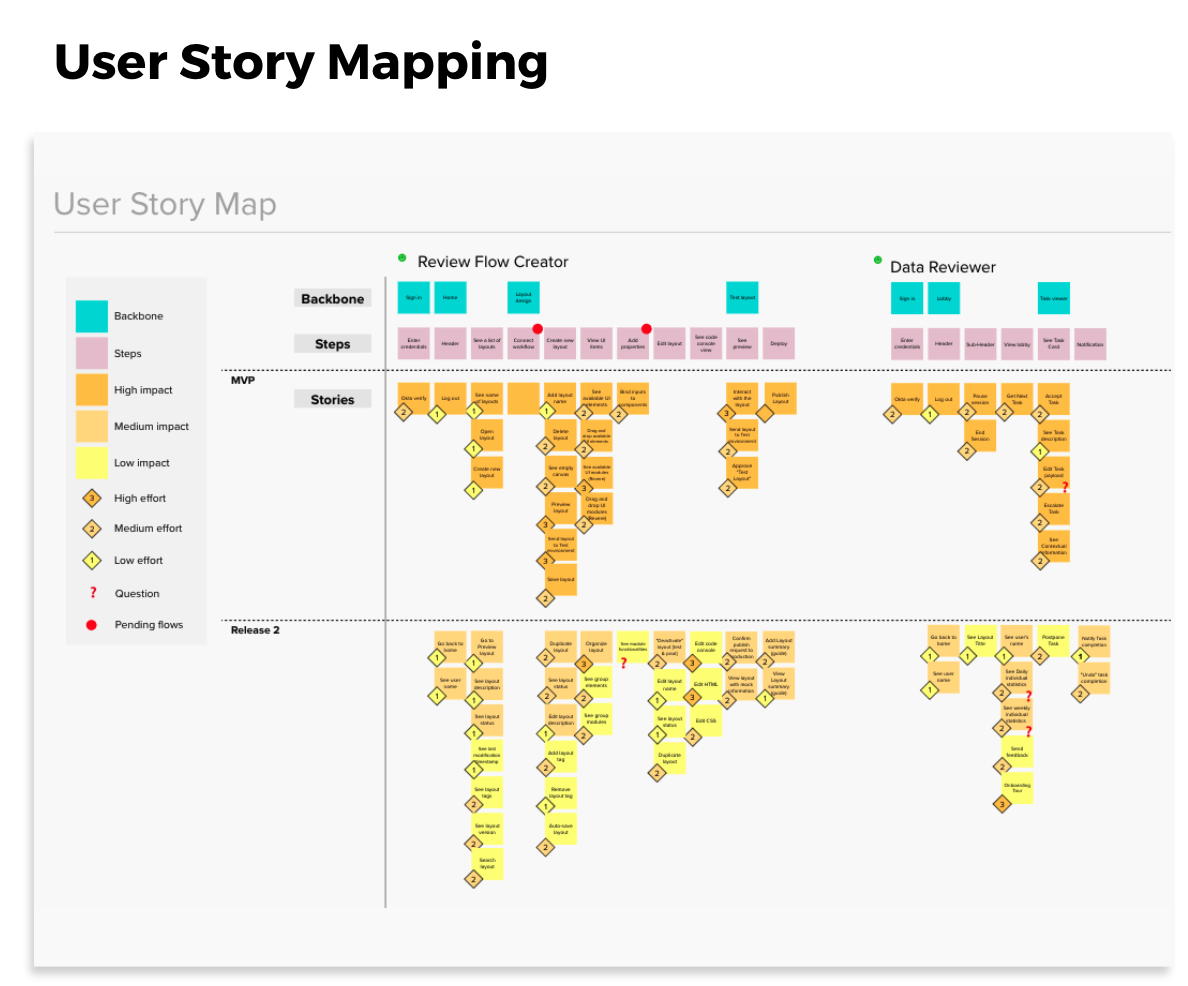 User Story Mapping
User Story Map
Review Flow Creator
Data Reviewer
Backbone
Steps
High impact
Medium impact
Low impact
3 High effort
2 Medium effort
1 Low effort
? Question
Pending flows
Backbone
Sign in
Home
Layout design
Test layout
Sign in
Lobby
Task viewer
Steps
Enter credentials
Header
See a list of layouts
Connect workflow
Create new layout
View UI items
Add properties
Edit layout
See code console view
See preview
Deploy
Enter credentials
Header
Sub-Header
View lobby
See Task Card
Notification
MVP
Stories
Okta verify
2
Log out
1
See name of layouts
1
Open layout
1
Create new layout
1
Add layout name
1
Delete layout
2
See empty canvas
2
Preview layout
3
Send layout to Test environment
3
Save layout
2
See available UI elements
2
Drag and drop available UI elements
2
See available UI modules
3
Drag and drop UI modules
2
Bind inputs to components
2
Interact with the layout
3
Send layout to Test environment
2
Approve "Test Layout"
2
Publish Layout
Okta verify
2
Log out
1
Pause session
2
End Session
2
Get Next Task
2
Accept Task
2
See Task description
1
Edit Task (payload)
2
?
Escalate Task
2
See Contextual information
2
Release 2
Go back to home
1
See user name
1
Go to Preview layout
1
See layout description
1
See layout status
1
See last modification timestamp
1
See layout tags
2
See layout version
2
Search layout
2
Duplicate layout
2
See layout status
2
Edit layout description
1
Add layout tag
2
Remove layout tag
1
Auto-save layout
2
Organize layout
3
See group elements
2
See group modules
2
See module functionalities
?
"Deactivate" layout (test & prod)
2
Edit layout name
1
See layout status
1
Duplicate layout
2
Edit code console
3
Edit HTML
3
Edit CSS
2
Confirm publish request to production
2
View layout with mock information
2
Add Layout summary (guide)
2
View Layout summary (guide)
1
Go back to home
1
See user name
1
See Layout Title
1
See user's name
1
See Daily individual statistics
2
?
See weekly individual statistics
2
?
Send feedback
2
Onboarding Tour
3
Postpone Task
2
Notify Task completion
1
"Undo" task completion
2